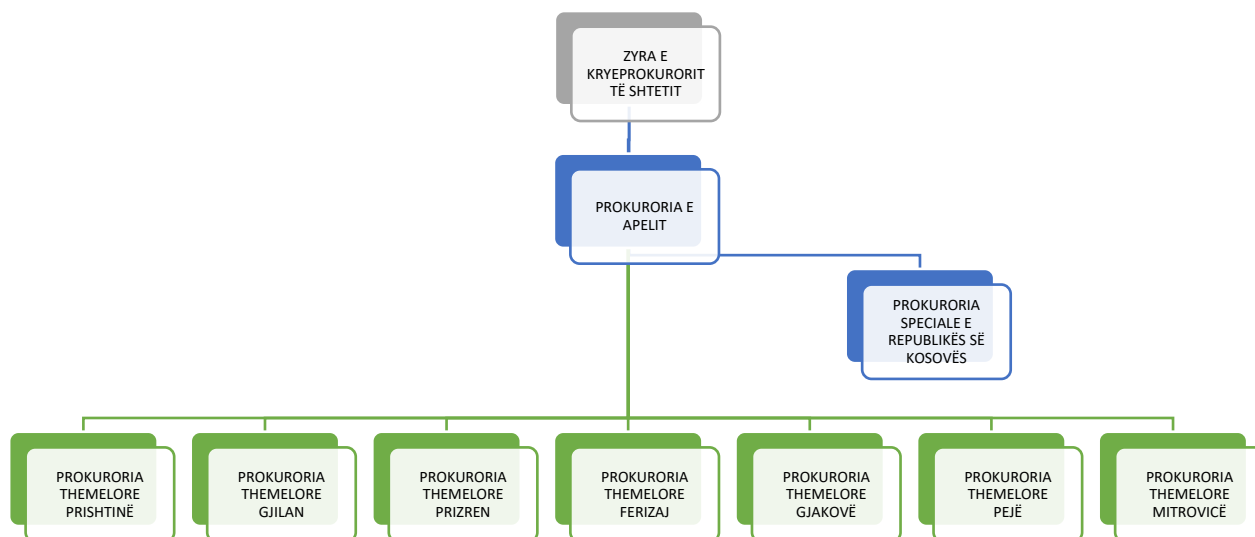 ZYRA E
KRYEPROKURORIT
TË SHTETIT
PROKURORIA E
APELIT
PROKURORIA
SPECIALE E
REPUBLIKËS SË
KOSOVËS
PROKURORIA
THEMELORE
PRISHTINË
PROKURORIA
THEMELORE
GJILAN
PROKURORIA
THEMELORE
PRIZREN
PROKURORIA
THEMELORE
FERIZAJ
PROKURORIA
THEMELORE
GJAKOVË
PROKURORIA
THEMELORE
PEJË
PROKURORIA
THEMELORE
MITROVICË